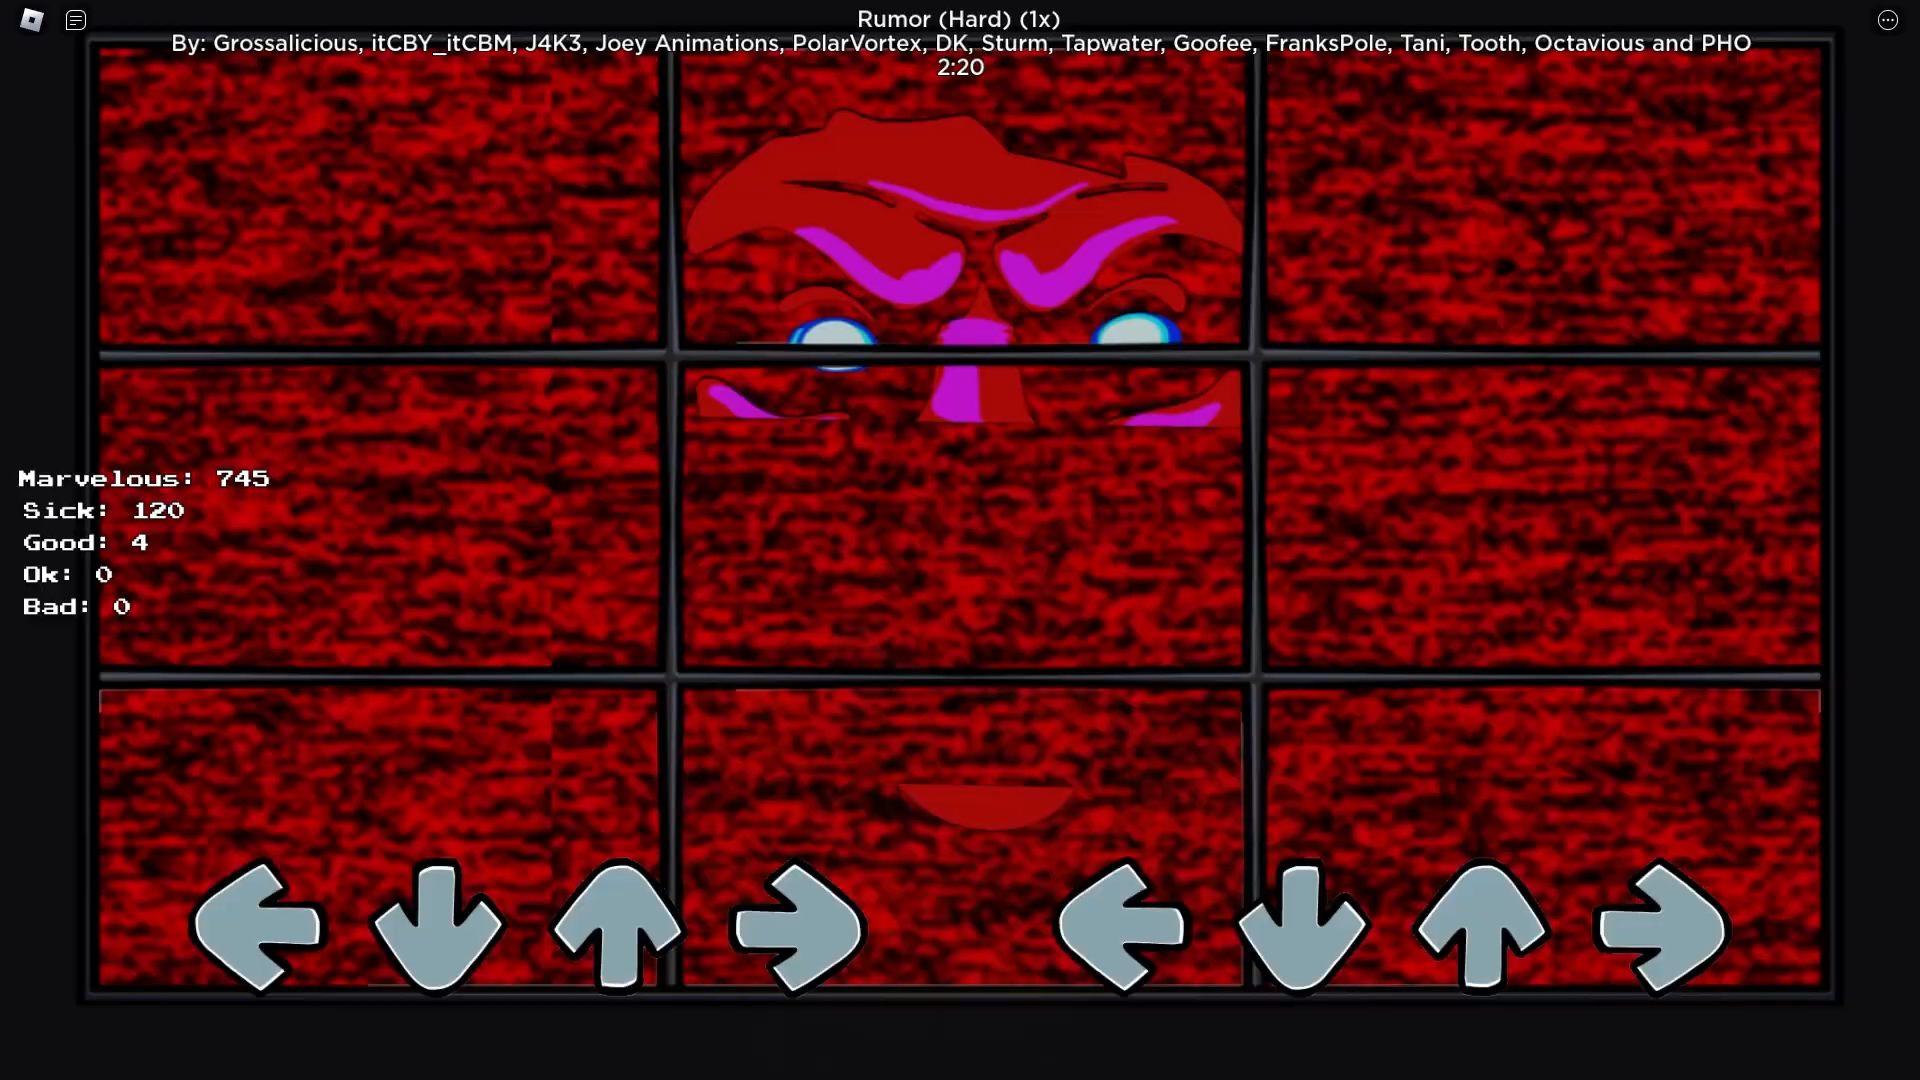 Rumor (Hard) (1x)
By: Grossalicious, itCBY_itCBM, J4K3, Joey Animations, PolarVortex, DK, Sturm, Tapwater, Goofee, FranksPole, Tani, Tooth, Octavious and PHO
2:20
Marvelous: 745
Sick: 120
Good: 4
Ok: 0
Bad: 0